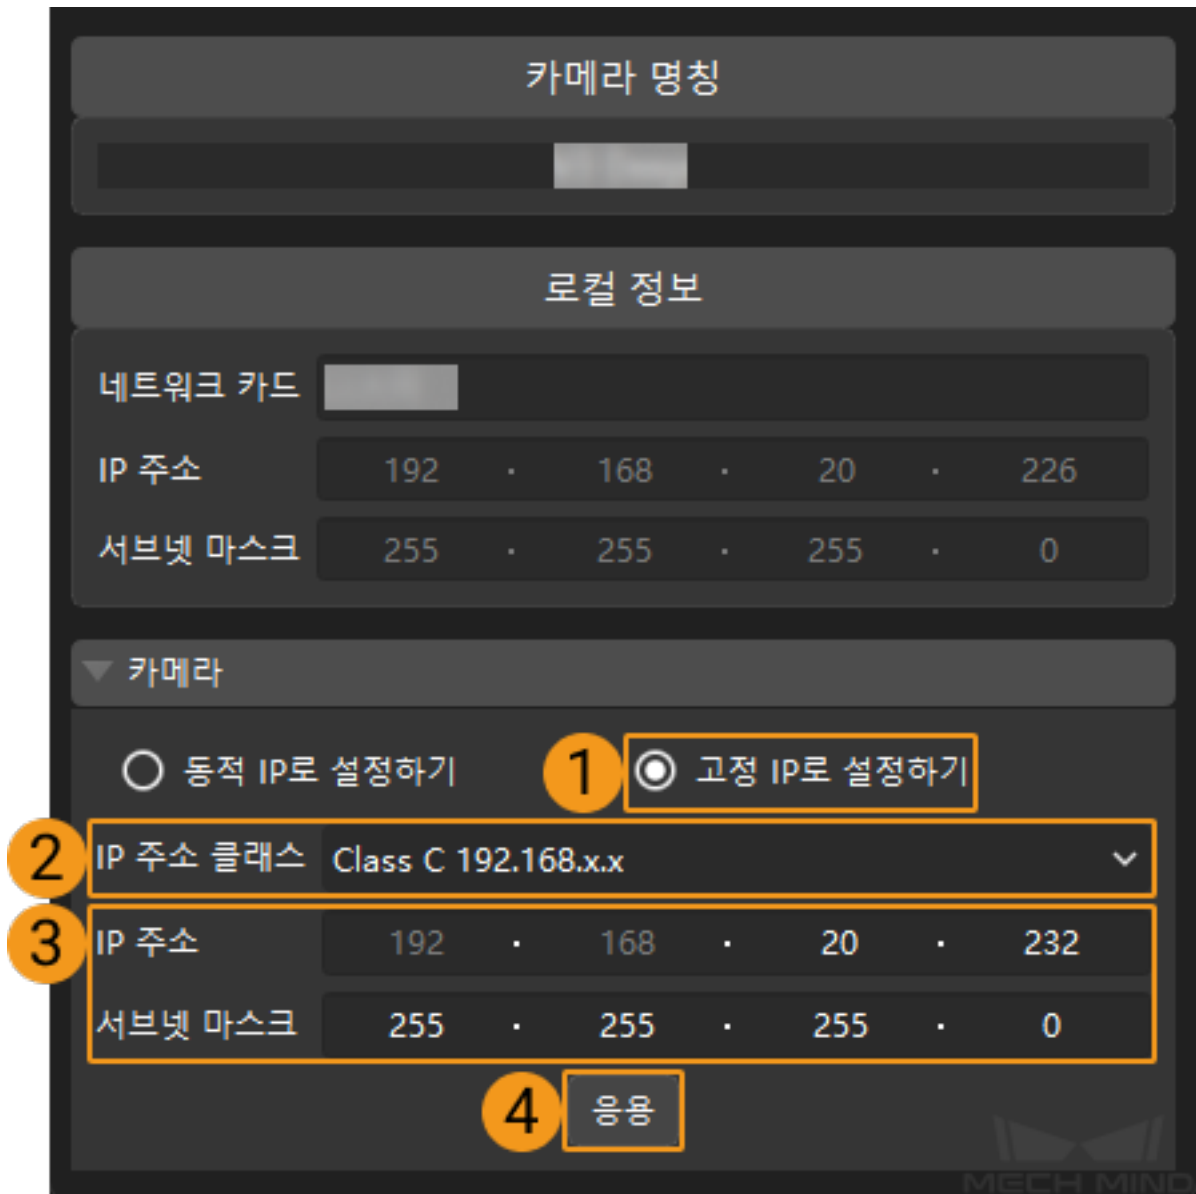 카메라 명칭
로컬 정보
네트워크 카드
IP 주소 192 . 168 . 20 . 226
서브넷 마스크 255 . 255 . 255 . 0
카메라
동적 IP로 설정하기 1 고정 IP로 설정하기
2 IP 주소 클래스 Class C 192.168.x.x
3 IP 주소 192 . 168 . 20 . 232
서브넷 마스크 255 . 255 . 255 . 0
4 응용
MECH MIND